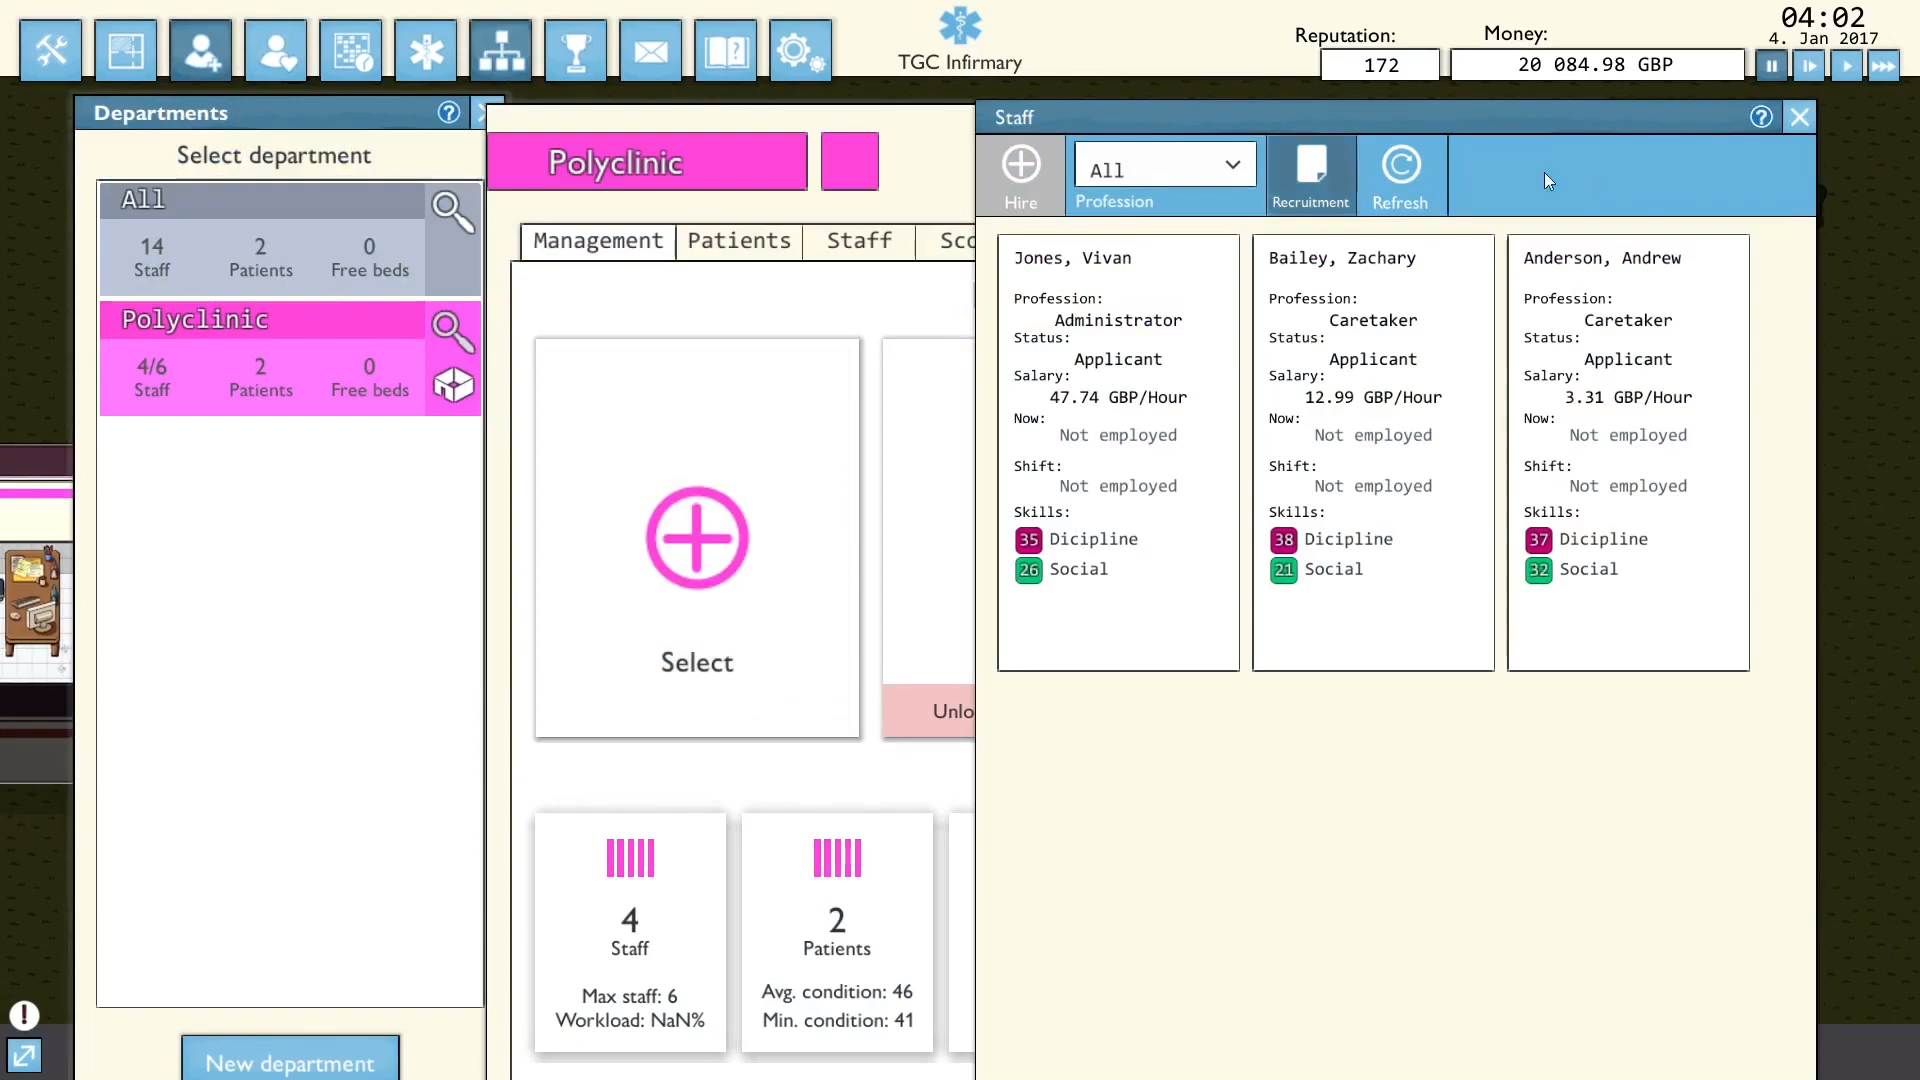 TGC Infirmary
Reputation:
172
Money:
20 084.98 GBP
04:02
4. Jan 2017
Departments
?
Select department
All
14
Staff
2
Patients
0
Free beds
Polyclinic
4/6
Staff
2
Patients
0
Free beds
New department
Polyclinic
Management
Patients
Staff
Sco
Select
Unlo
4
Staff
Max staff: 6
Workload: NaN%
2
Patients
Avg. condition: 46
Min. condition: 41
Staff
?
Hire
All
Profession
Recruitment
Refresh
Jones, Vivan
Profession:
Administrator
Status:
Applicant
Salary:
47.74 GBP/Hour
Now:
Not employed
Shift:
Not employed
Skills:
35 Dicipline
26 Social
Bailey, Zachary
Profession:
Caretaker
Status:
Applicant
Salary:
12.99 GBP/Hour
Now:
Not employed
Shift:
Not employed
Skills:
38 Dicipline
21 Social
Anderson, Andrew
Profession:
Caretaker
Status:
Applicant
Salary:
3.31 GBP/Hour
Now:
Not employed
Shift:
Not employed
Skills:
37 Dicipline
32 Social